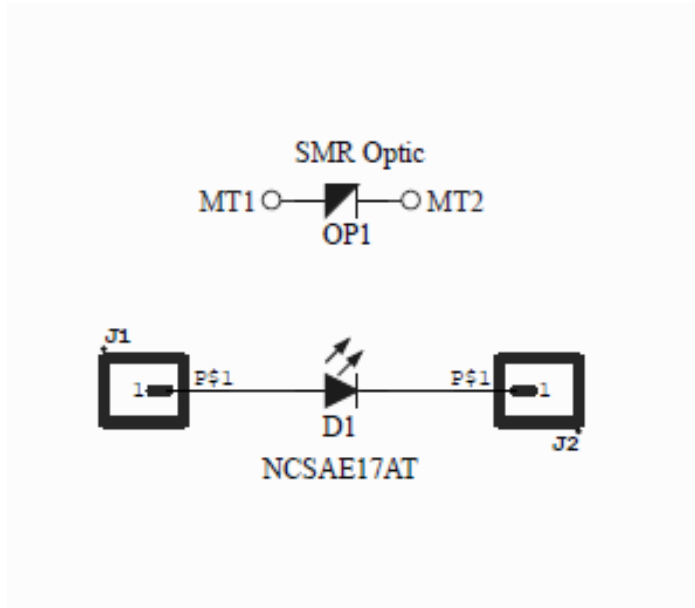 SMR Optic
MT1 MT2
OP1
J1
1 P$1 P$1 1
D1
J2
NCSAE17AT